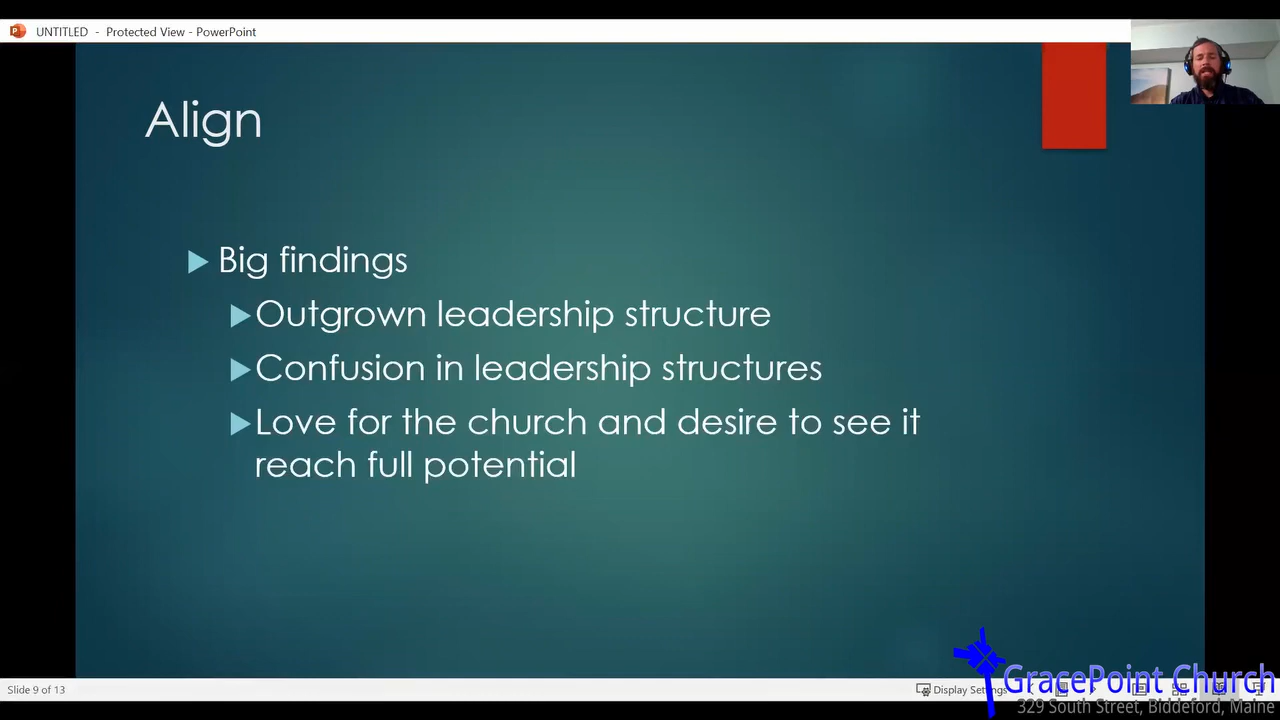 UNTITLED - Protected View - PowerPoint
Align
Big findings
Outgrown leadership structure
Confusion in leadership structures
Love for the church and desire to see it
reach full potential
Slide 9 of 13
Display Settings
GracePoint Church
329 South Street, Biddeford, Maine